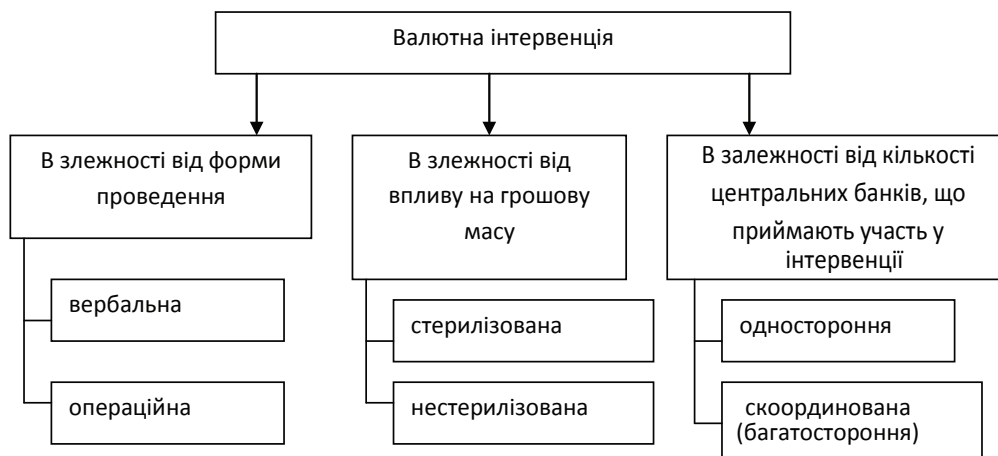 Валютна інтервенція
В злежності від форми
проведення
вербальна
операційна
В злежності від
впливу на грошову
масу
стерилізована
нестерилізована
В залежності від кількості
центральних банків, що
приймають участь у
інтервенції
одностороння
скоординована
(багатостороння)